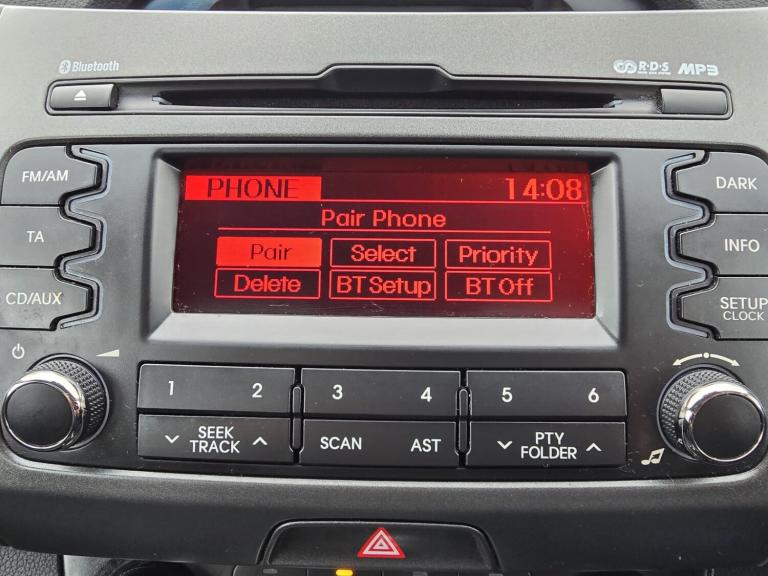 Bluetooth
R·D·S MP3
FM/AM
TA
CD/AUX
PHONE 14:08
Pair Phone
Pair Select Priority
Delete BT Setup BT Off
DARK
INFO
SETUP
CLOCK
1 2 3 4 5 6
SEEK
TRACK
SCAN AST
PTY
FOLDER